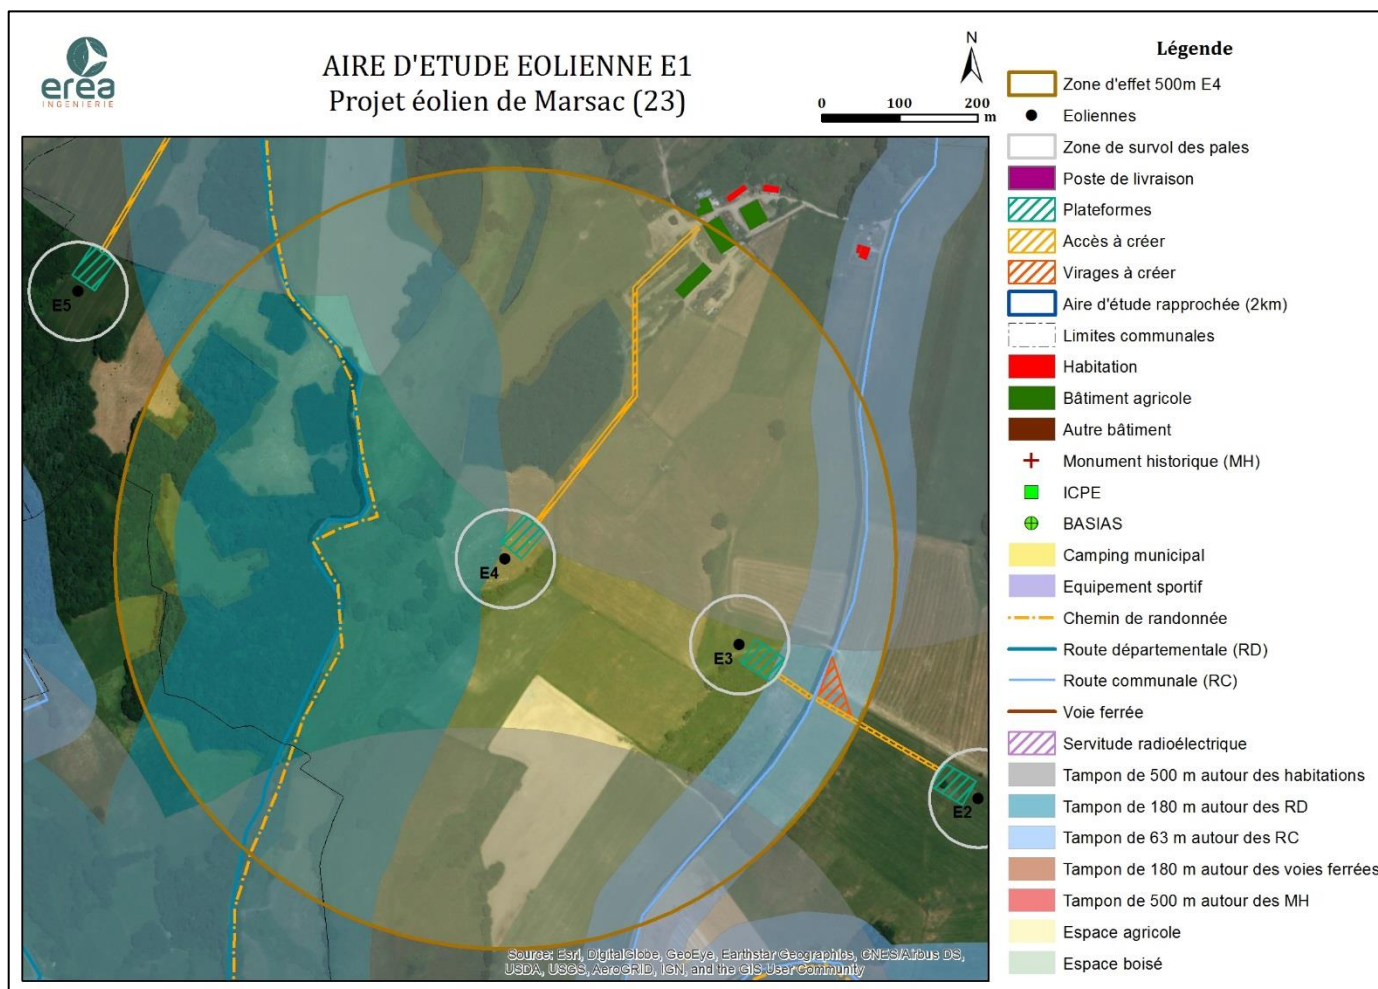 erea
INGENIERIE
AIRE D'ETUDE EOLIENNE E1
Projet éolien de Marsac (23)
N
0 100 200
m
E5
E4
E3
E2
Source: Esri, DigitalGlobe, GeoEye, Earthstar Geographics, CNES/Airbus DS,
USDA, USGS, AeroGRID, IGN, and the GIS User Community
Légende
Zone d'effet 500m E4
Eoliennes
Zone de survol des pales
Poste de livraison
Plateformes
Accès à créer
Virages à créer
Aire d'étude rapprochée (2km)
Limites communales
Habitation
Bâtiment agricole
Autre bâtiment
Monument historique (MH)
ICPE
BASIAS
Camping municipal
Equipement sportif
Chemin de randonnée
Route départementale (RD)
Route communale (RC)
Voie ferrée
Servitude radioélectrique
Tampon de 500 m autour des habitations
Tampon de 180 m autour des RD
Tampon de 63 m autour des RC
Tampon de 180 m autour des voies ferrées
Tampon de 500 m autour des MH
Espace agricole
Espace boisé